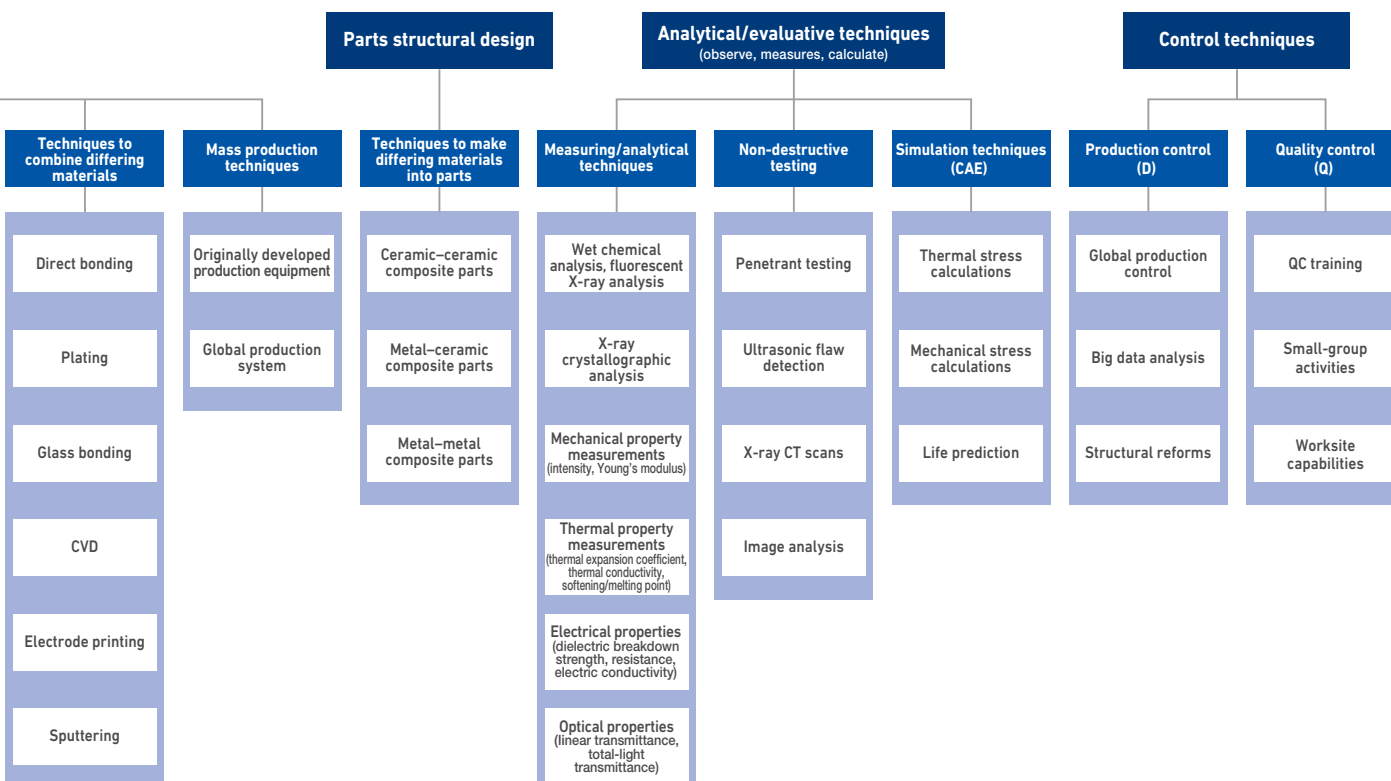 Parts structural design
Analytical/evaluative techniques
(observe, measures, calculate)
Control techniques
Techniques to
combine differing
materials
Direct bonding
Plating
Glass bonding
CVD
Electrode printing
Sputtering
Mass production
techniques
Originally developed
production equipment
Global production
system
Techniques to make
differing materials
into parts
Ceramic–ceramic
composite parts
Metal–ceramic
composite parts
Metal–metal
composite parts
Measuring/analytical
techniques
Wet chemical
analysis, fluorescent
X-ray analysis
X-ray
crystallographic
analysis
Mechanical property
measurements
(intensity, Young's modulus)
Thermal property
measurements
(thermal expansion coefficient,
thermal conductivity,
softening/melting point)
Electrical properties
(dielectric breakdown
strength, resistance,
electric conductivity)
Optical properties
(linear transmittance,
total-light
transmittance)
Non-destructive
testing
Penetrant testing
Ultrasonic flaw
detection
X-ray CT scans
Image analysis
Simulation techniques
(CAE)
Thermal stress
calculations
Mechanical stress
calculations
Life prediction
Production control
(D)
Global production
control
Big data analysis
Structural reforms
Quality control
(Q)
QC training
Small-group
activities
Worksite
capabilities